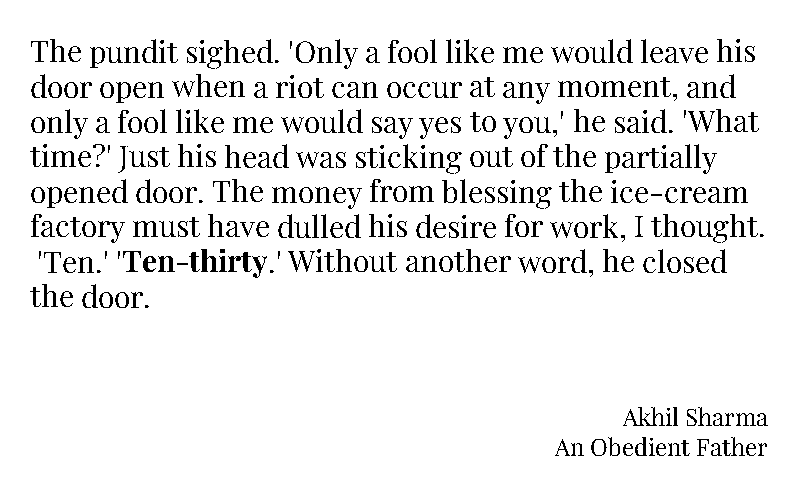 The pundit sighed. 'Only a fool like me would leave his
door open when a riot can occur at any moment, and
only a fool like me would say yes to you,' he said. 'What
time?' Just his head was sticking out of the partially
opened door. The money from blessing the ice-cream
factory must have dulled his desire for work, I thought.
'Ten.' 'Ten-thirty.' Without another word, he closed
the door.
Akhil Sharma
An Obedient Father